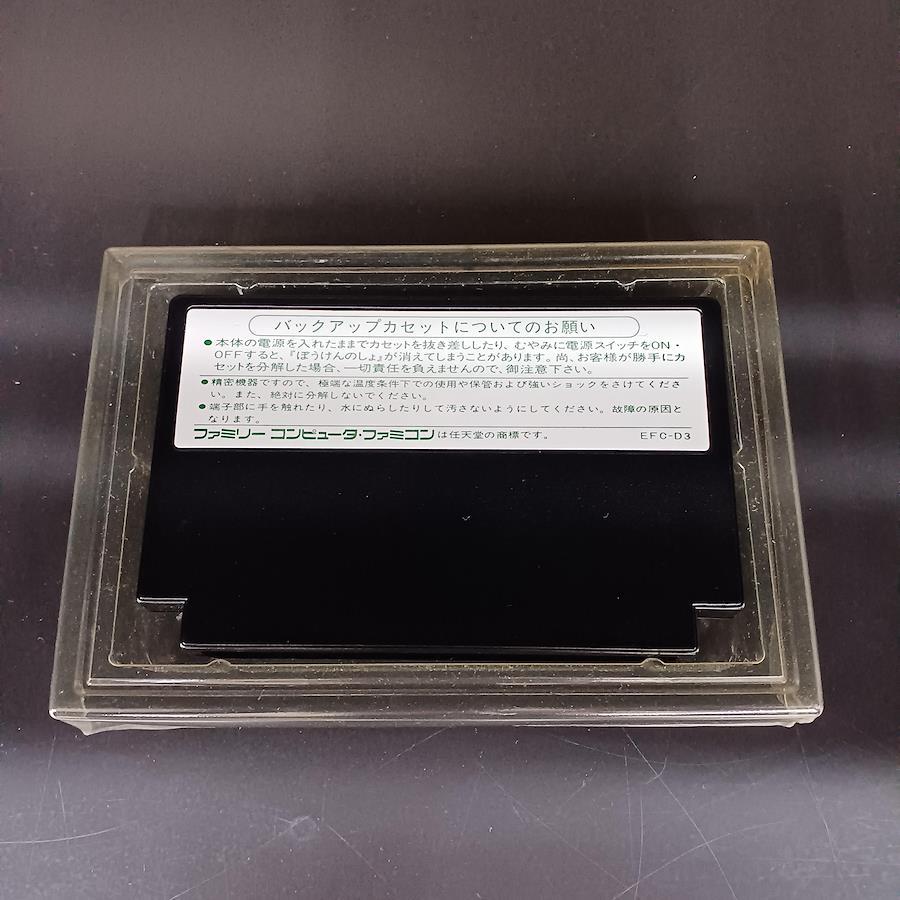 バックアップカセットについてのお願い
●本体の電源を入れたままでカセットを抜き差ししたり、むやみに電源スイッチをON・
OFFすると、『ぼうけんのしょ』が消えてしまうことがあります。尚、お客様が勝手にカ
セットを分解した場合、一切責任を負えませんので、御注意下さい。
●精密機器ですので、極端な温度条件下での使用や保管および強いショックをさけてくださ
い。また、絶対に分解しないでください。
●端子部に手を触れたり、水にぬらしたりして汚さないようにしてください。故障の原因と
なります。
ファミリー コンピュータ・ファミコンは任天堂の商標です。 EFC-D3